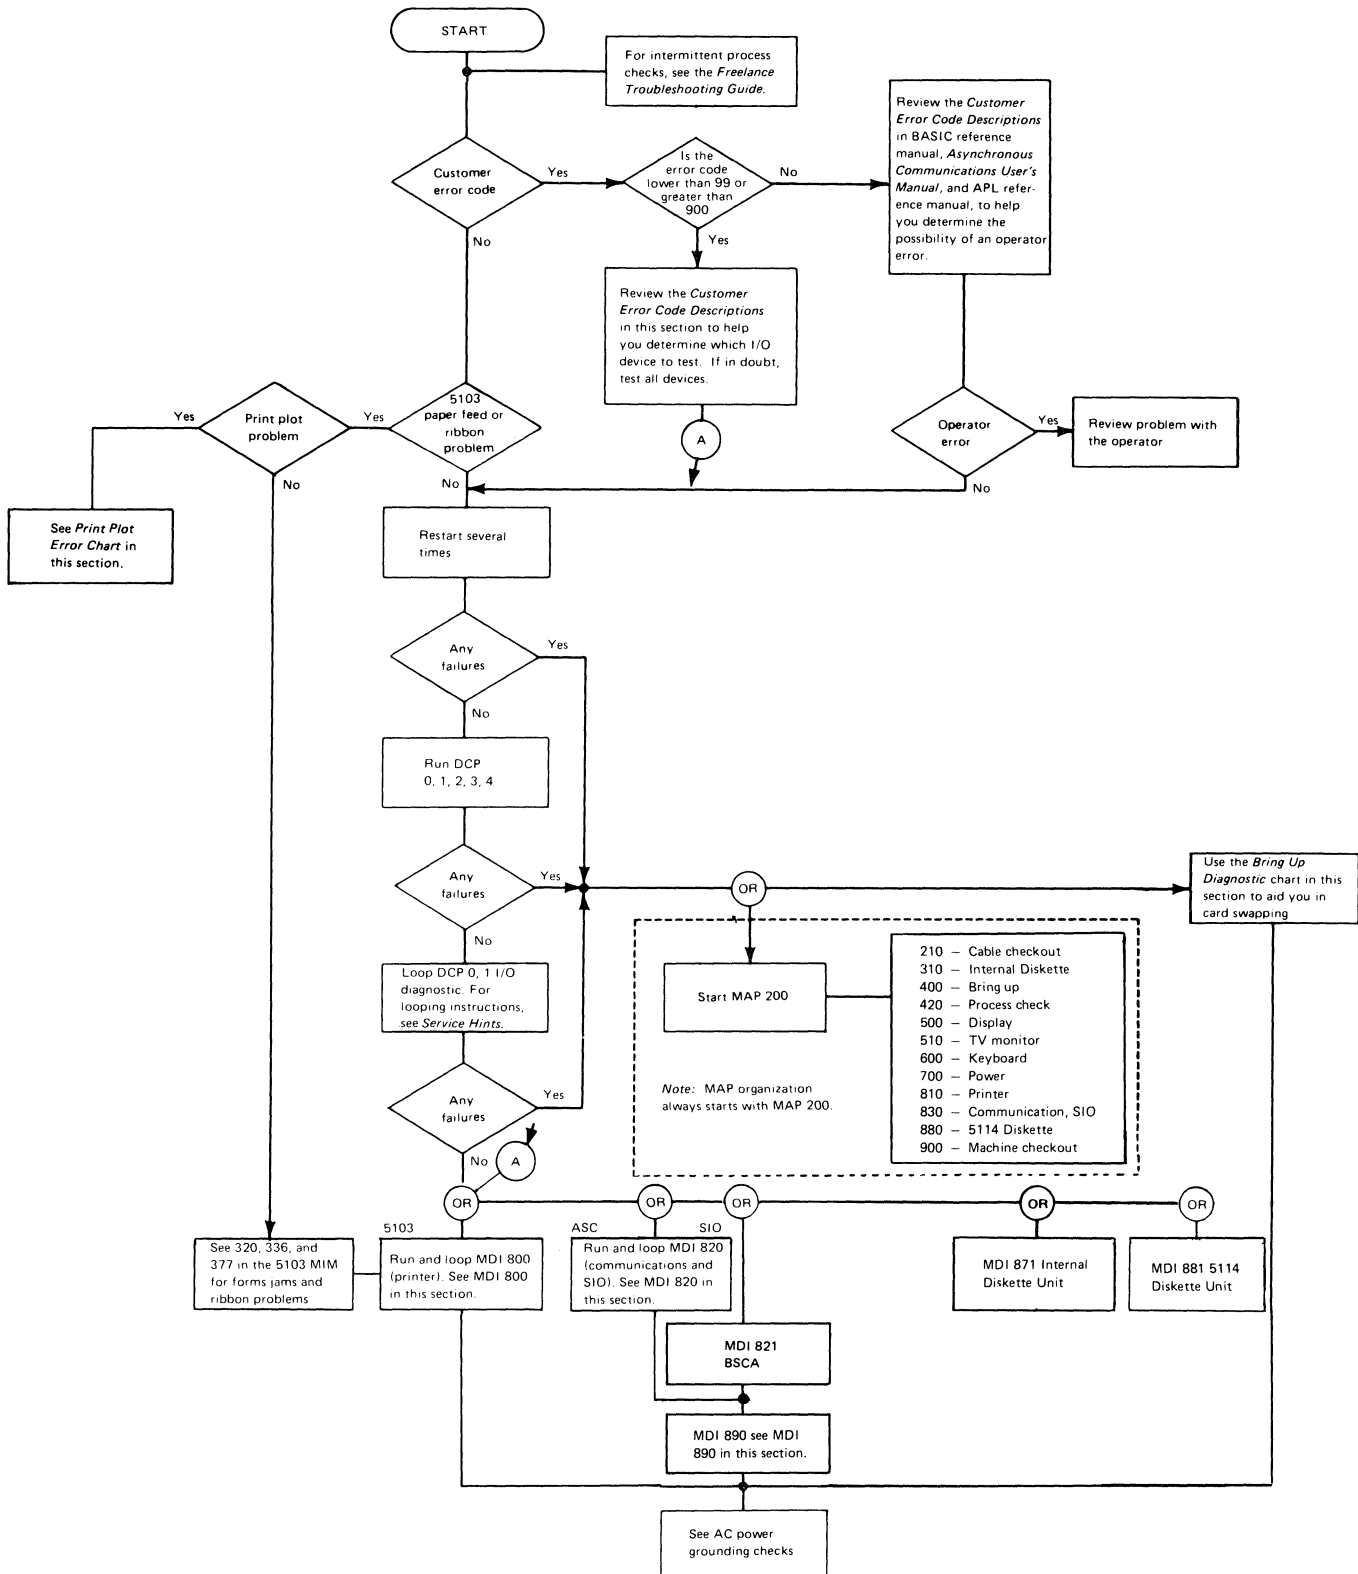 START
For intermittent process
checks, see the Freelance
Troubleshooting Guide.
Review the Customer
Error Code Descriptions
in BASIC reference
manual, Asynchronous
Communications User's
Manual, and APL refer-
ence manual, to help
you determine the
possibility of an operator
error.
Customer
error code
Yes
Is the
error code
lower than 99 or
greater than
900
No
No
Yes
Review the Customer
Error Code Descriptions
in this section to help
you determine which I/O
device to test. If in doubt,
test all devices.
Yes
Print plot
problem
Yes
5103
paper feed or
ribbon
problem
A
Operator
error
Yes
Review problem with
the operator
No
No
No
See Print Plot
Error Chart in
this section.
Restart several
times
Any
failures
Yes
No
Run DCP
0, 1, 2, 3, 4
Any
failures
Yes
OR
Use the Bring Up
Diagnostic chart in this
section to aid you in
card swapping
No
Loop DCP 0, 1 I/O
diagnostic. For
looping instructions,
see Service Hints.
Start MAP 200
210 – Cable checkout
310 – Internal Diskette
400 – Bring up
420 – Process check
500 – Display
510 – TV monitor
600 – Keyboard
700 – Power
810 – Printer
830 – Communication, SIO
880 – 5114 Diskette
900 – Machine checkout
Note: MAP organization
always starts with MAP 200.
Any
failures
Yes
No
A
OR
OR
OR
OR
OR
5103
ASC
SIO
See 320, 336, and
377 in the 5103 MIM
for forms jams and
ribbon problems
Run and loop MDI 800
(printer). See MDI 800
in this section.
Run and loop MDI 820
(communications and
SIO). See MDI 820 in
this section.
MDI 871 Internal
Diskette Unit
MDI 881 5114
Diskette Unit
MDI 821
BSCA
MDI 890 see MDI
890 in this section.
See AC power
grounding checks